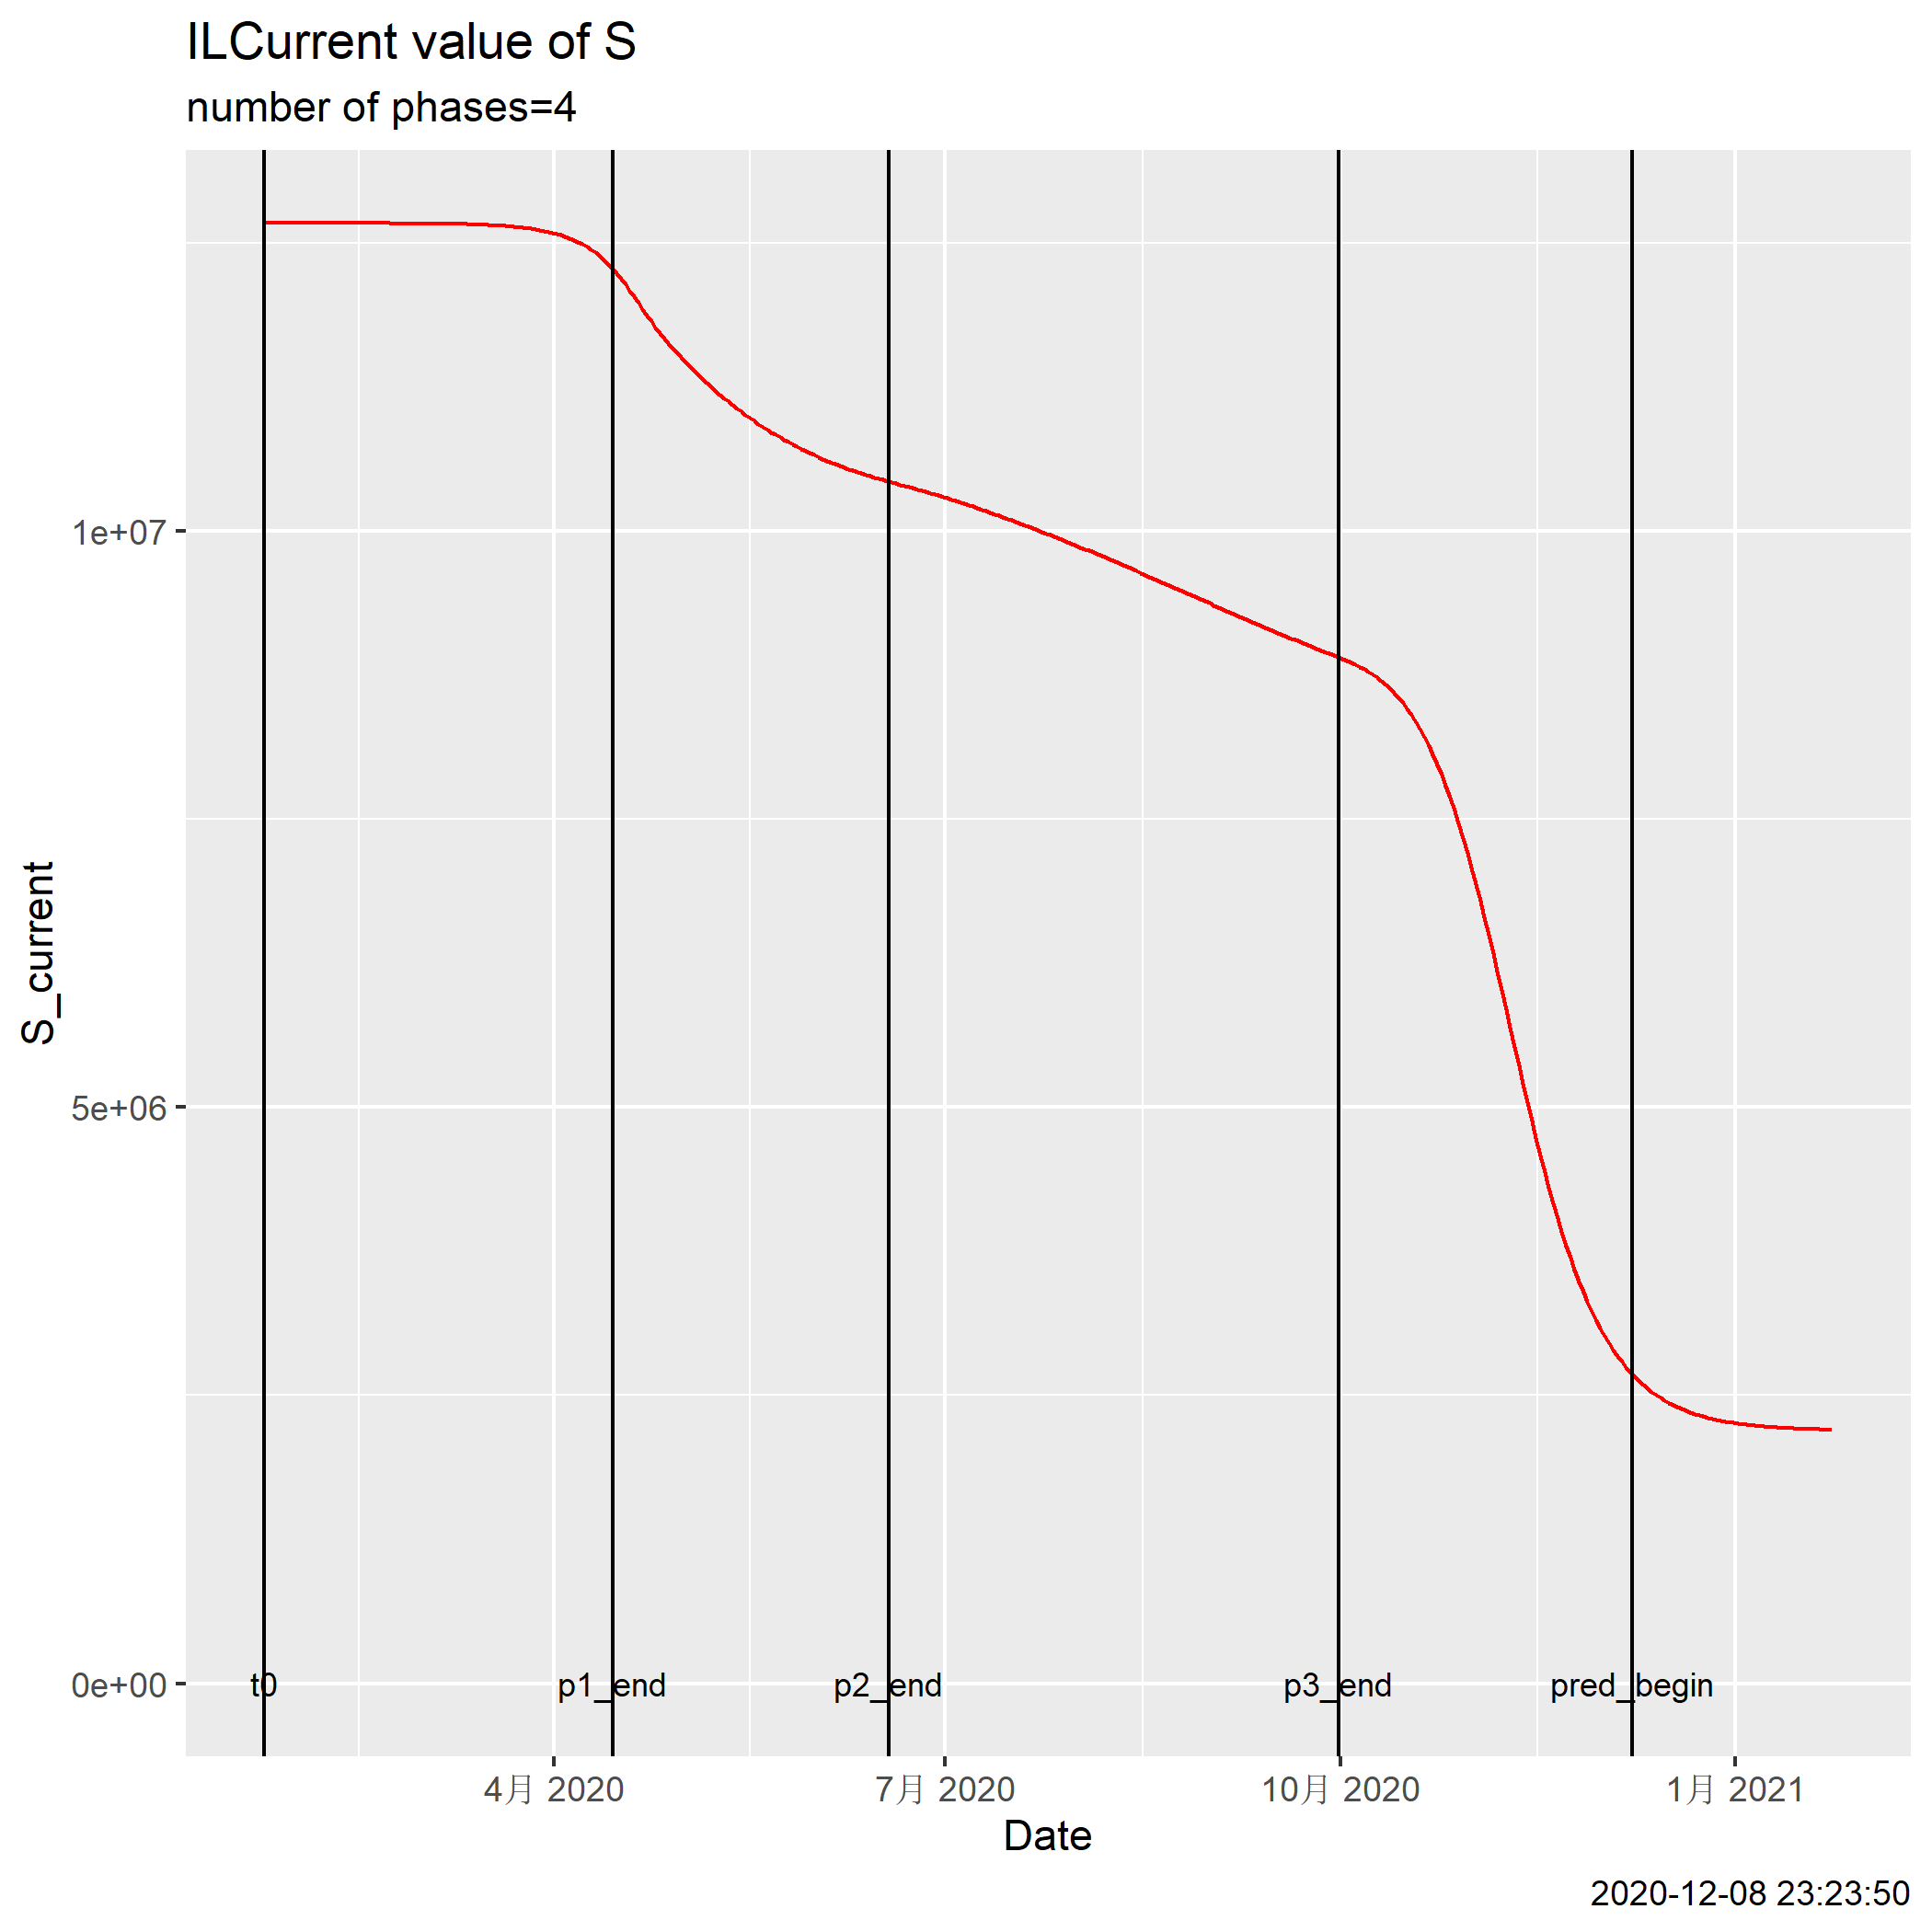 ILCurrent value of S
number of phases=4
S_current
1e+07
5e+06
0e+00
t0 p1_end p2_end p3_end pred_begin
4月 2020 7月 2020 10月 2020 1月 2021
Date
2020-12-08 23:23:50